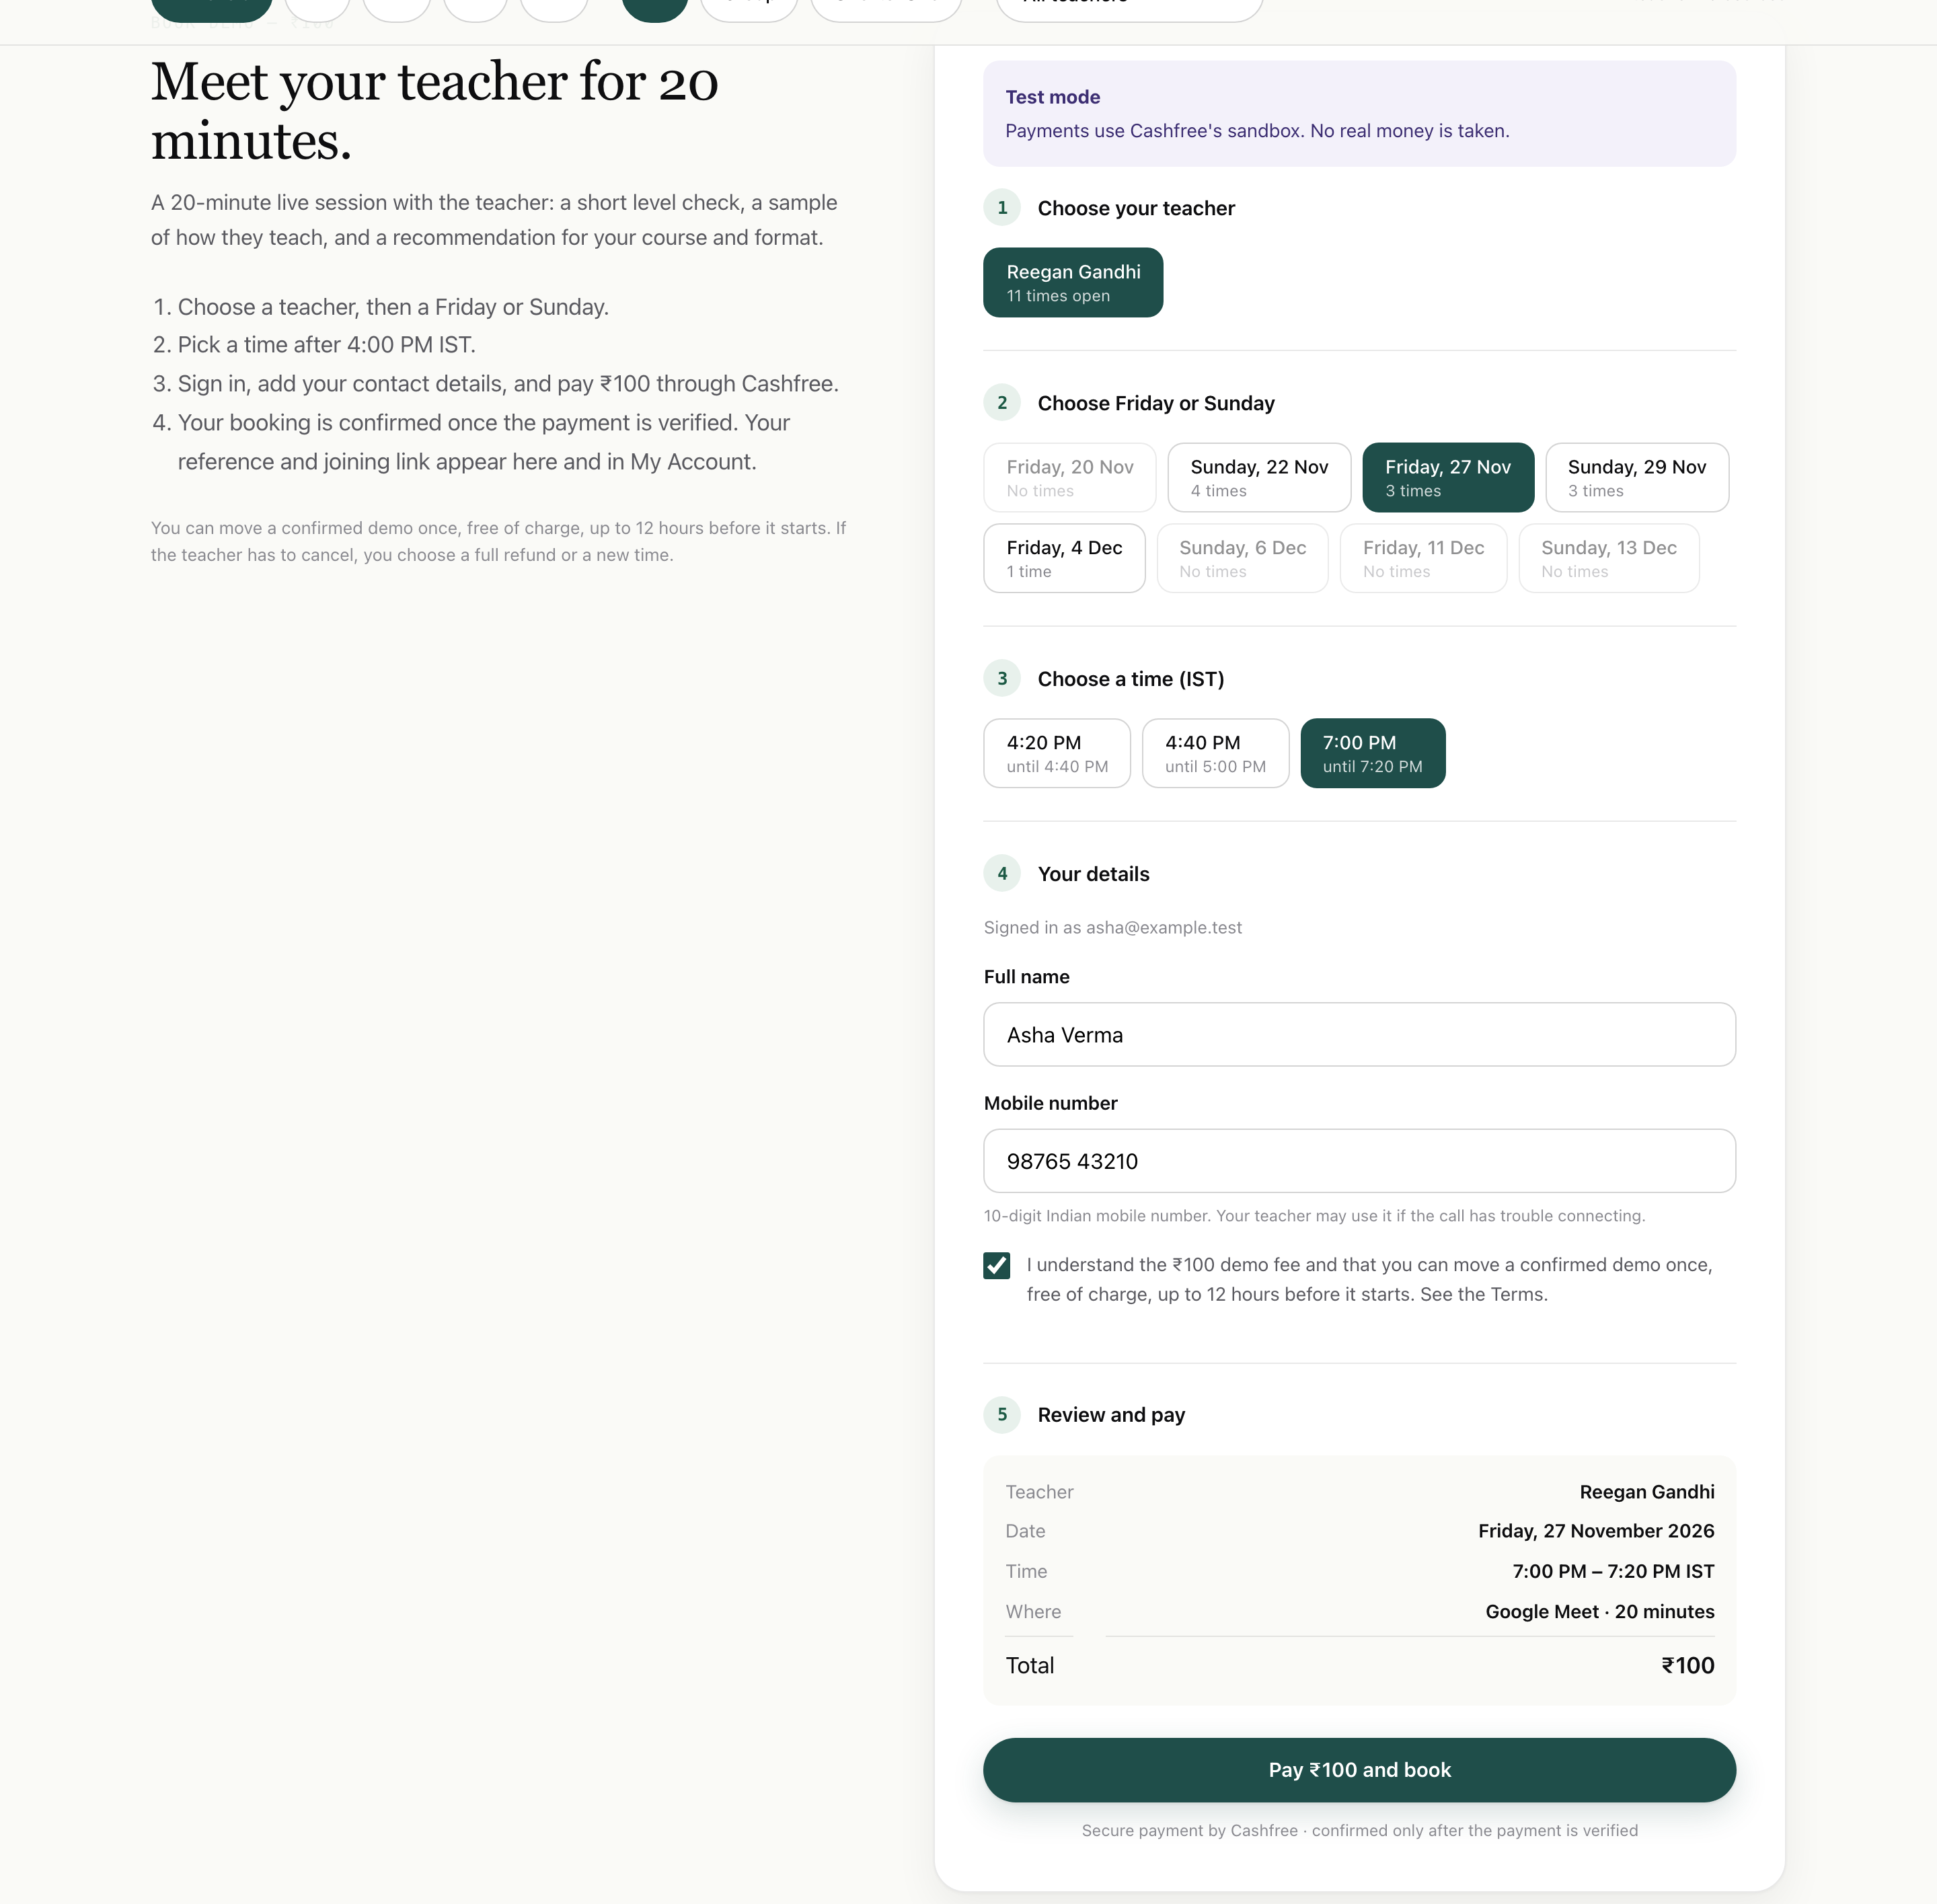 Meet your teacher for 20
minutes.
A 20-minute live session with the teacher: a short level check, a sample
of how they teach, and a recommendation for your course and format.
1. Choose a teacher, then a Friday or Sunday.
2. Pick a time after 4:00 PM IST.
3. Sign in, add your contact details, and pay ₹100 through Cashfree.
4. Your booking is confirmed once the payment is verified. Your
reference and joining link appear here and in My Account.
You can move a confirmed demo once, free of charge, up to 12 hours before it starts. If
the teacher has to cancel, you choose a full refund or a new time.
Test mode
Payments use Cashfree's sandbox. No real money is taken.
1 Choose your teacher
Reegan Gandhi
11 times open
2 Choose Friday or Sunday
Friday, 20 Nov Sunday, 22 Nov Friday, 27 Nov Sunday, 29 Nov
No times 4 times 3 times 3 times
Friday, 4 Dec Sunday, 6 Dec Friday, 11 Dec Sunday, 13 Dec
1 time No times No times No times
3 Choose a time (IST)
4:20 PM 4:40 PM 7:00 PM
until 4:40 PM until 5:00 PM until 7:20 PM
4 Your details
Signed in as asha@example.test
Full name
Asha Verma
Mobile number
98765 43210
10-digit Indian mobile number. Your teacher may use it if the call has trouble connecting.
I understand the ₹100 demo fee and that you can move a confirmed demo once,
free of charge, up to 12 hours before it starts. See the Terms.
5 Review and pay
Teacher Reegan Gandhi
Date Friday, 27 November 2026
Time 7:00 PM – 7:20 PM IST
Where Google Meet · 20 minutes
Total ₹100
Pay ₹100 and book
Secure payment by Cashfree · confirmed only after the payment is verified